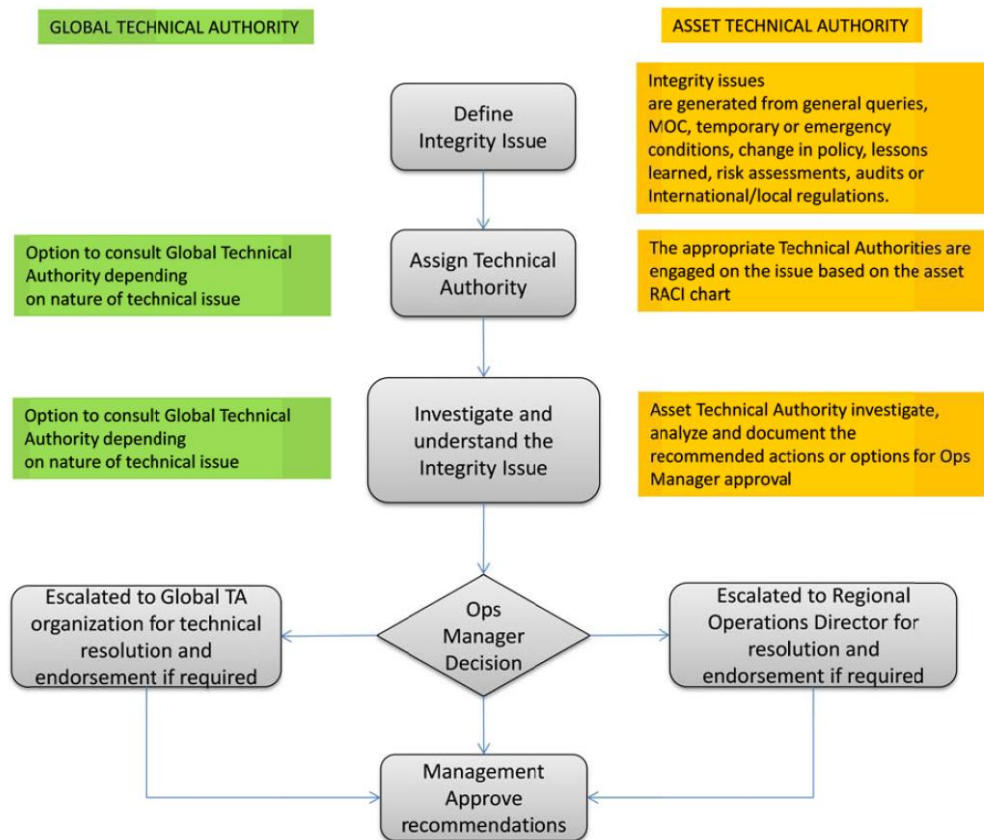 GLOBAL TECHNICAL AUTHORITY
ASSET TECHNICAL AUTHORITY
Define
Integrity Issue
Integrity issues
are generated from general queries,
MOC, temporary or emergency
conditions, change in policy, lessons
learned, risk assessments, audits or
International/local regulations.
Option to consult Global Technical
Authority depending
on nature of technical issue
Assign Technical
Authority
The appropriate Technical Authorities are
engaged on the issue based on the asset
RACI chart
Option to consult Global Technical
Authority depending
on nature of technical issue
Investigate and
understand the
Integrity Issue
Asset Technical Authority investigate,
analyze and document the
recommended actions or options for Ops
Manager approval
Escalated to Global TA
organization for technical
resolution and
endorsement if required
Ops
Manager
Decision
Escalated to Regional
Operations Director for
resolution and
endorsement if required
Management
Approve
recommendations